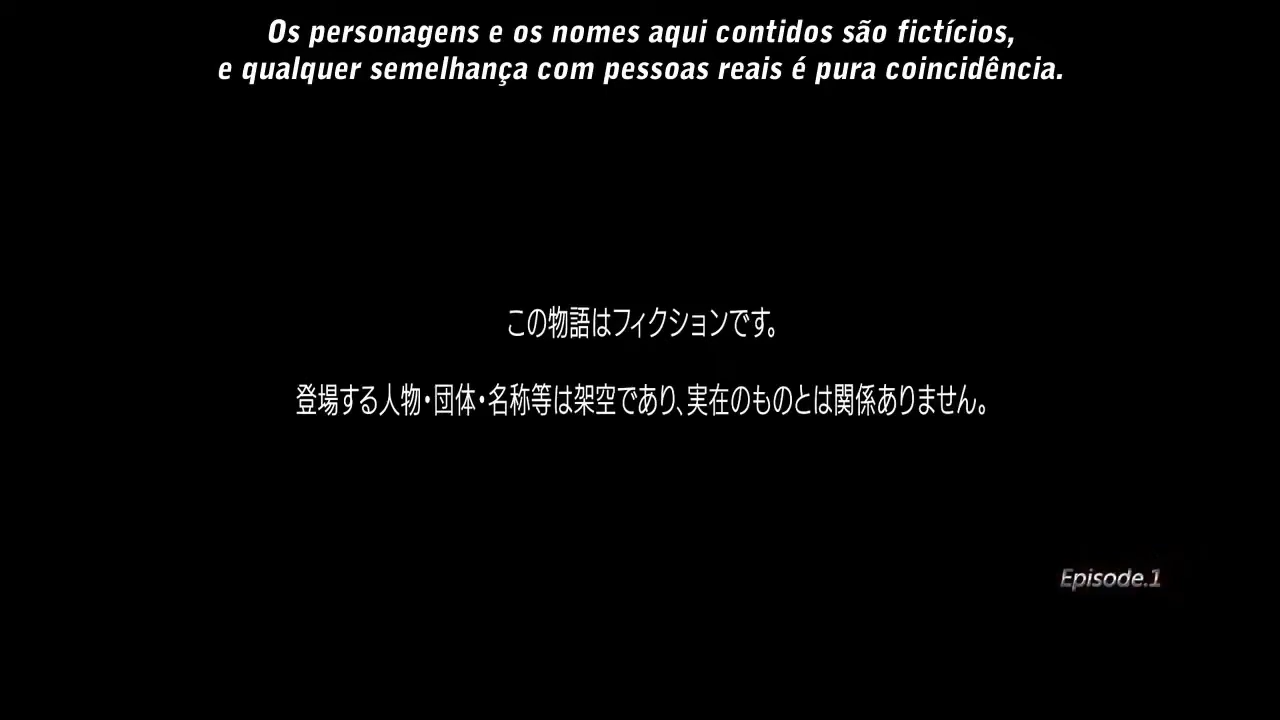 Os personagens e os nomes aqui contidos são fictícios,
e qualquer semelhança com pessoas reais é pura coincidência.
この物語はフィクションです。
登場する人物・団体・名称等は架空であり、実在のものとは関係ありません。
Episode.1